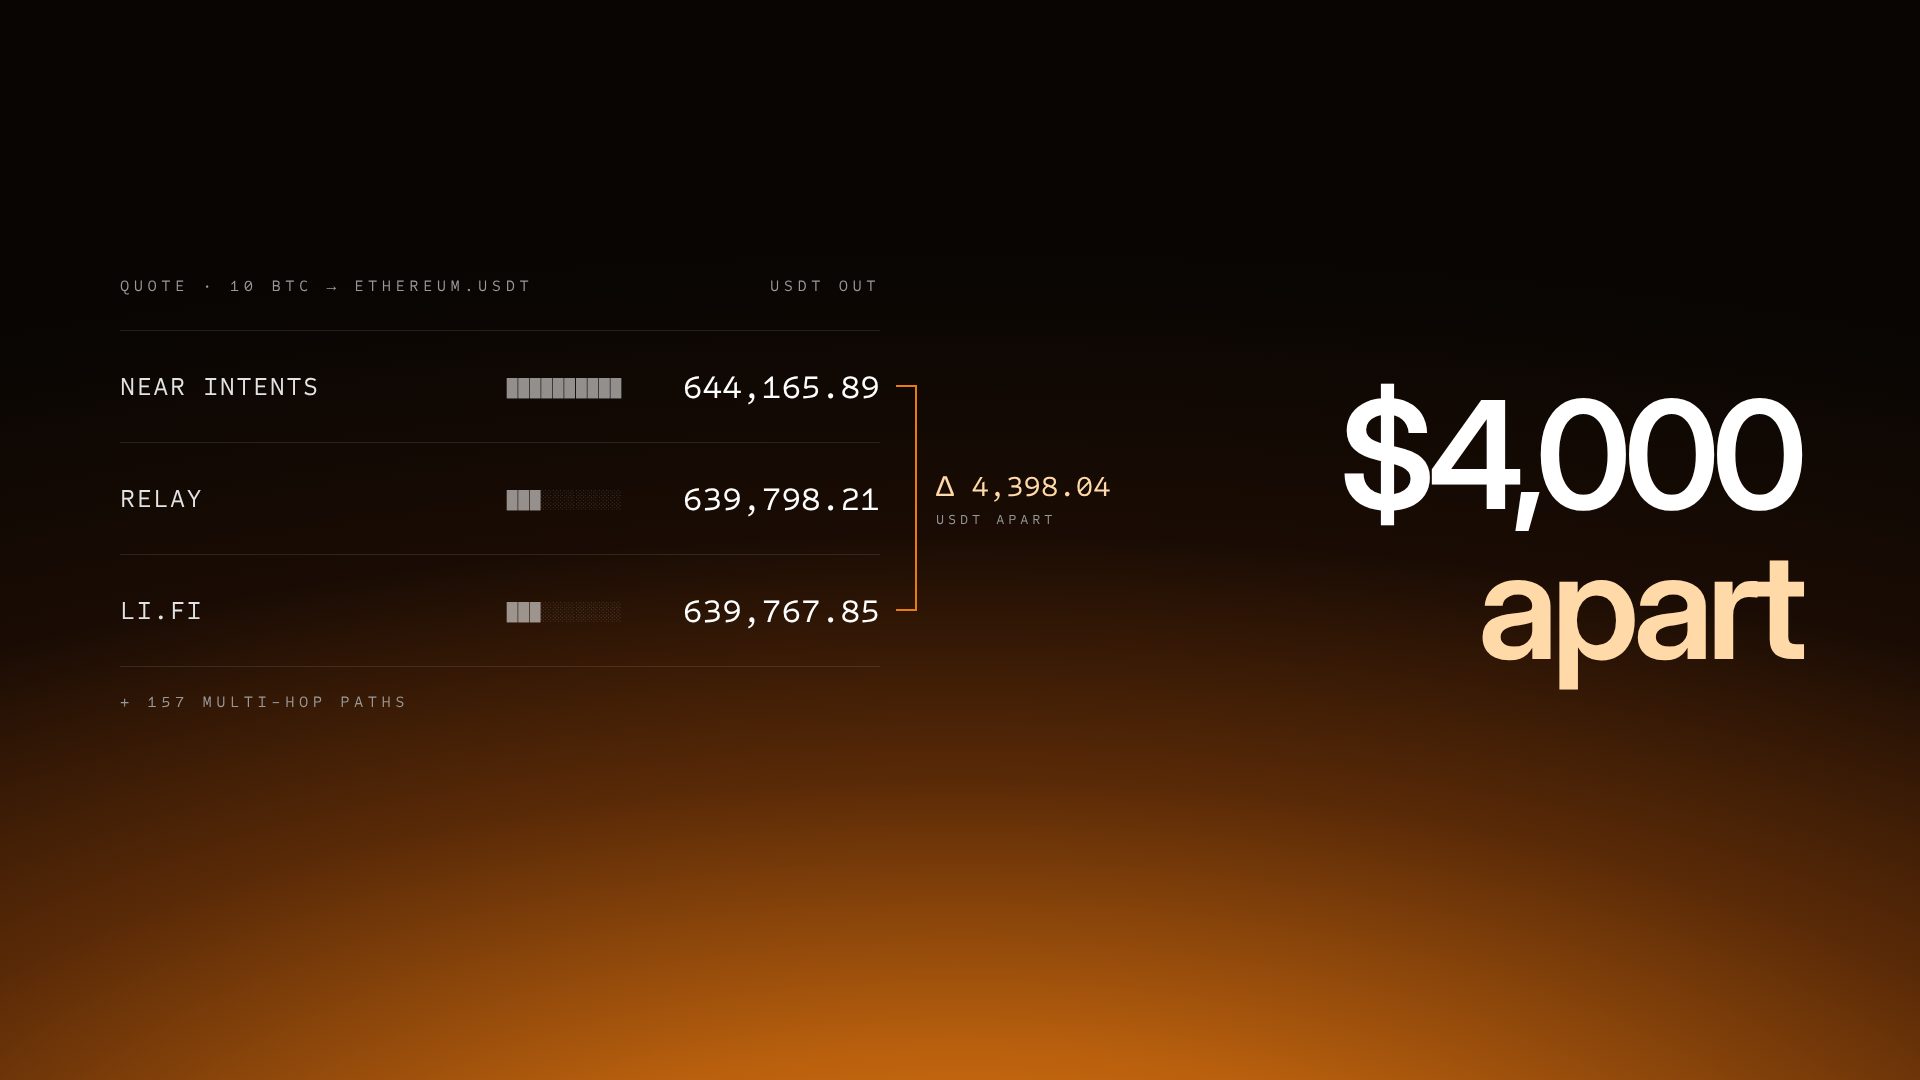 QUOTE · 10 BTC → ETHEREUM.USDT USDT OUT
NEAR INTENTS ██████████ 644,165.89
RELAY ███░░░░░░░ 639,798.21
LI.FI ███░░░░░░░ 639,767.85
+ 157 MULTI-HOP PATHS
Δ 4,398.04
USDT APART
$4,000
apart